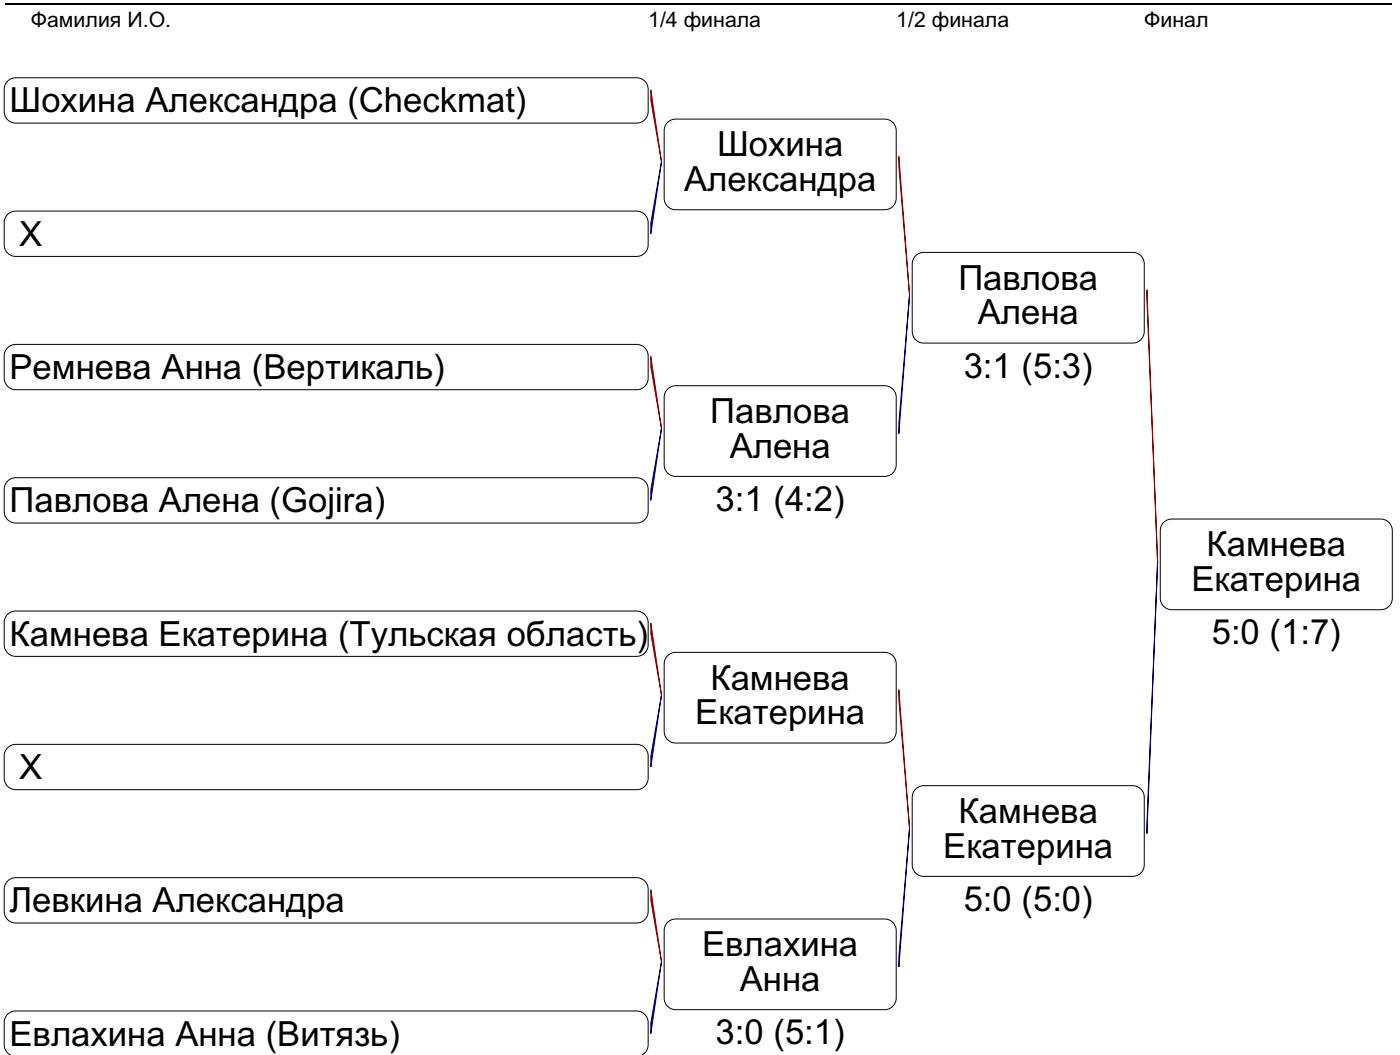 Фамилия И.О. 1/4 финала 1/2 финала Финал
Шохина Александра (Checkmat)
Шохина
Александра
X
Павлова
Алена
3:1 (5:3)
Ремнева Анна (Вертикаль)
Павлова
Алена
3:1 (4:2)
Павлова Алена (Gojira)
Камнева
Екатерина
5:0 (1:7)
Камнева Екатерина (Тульская область)
Камнева
Екатерина
X
Камнева
Екатерина
5:0 (5:0)
Левкина Александра
Евлахина
Анна
3:0 (5:1)
Евлахина Анна (Витязь)